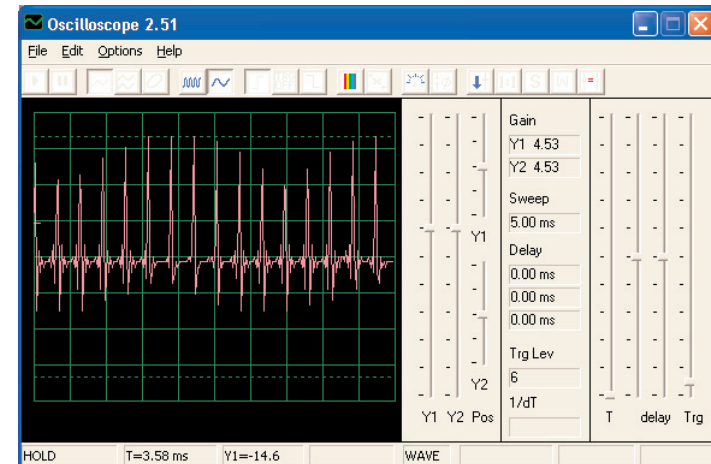 Oscilloscope 2.51
File Edit Options Help
Gain
Y1 4.53
Y2 4.53
Sweep
5.00 ms
Y1
Delay
0.00 ms
0.00 ms
0.00 ms
Trg Lev
6
Y2
1/dT
Y1 Y2 Pos
T delay Trg
HOLD T=3.58 ms Y1=-14.6 WAVE